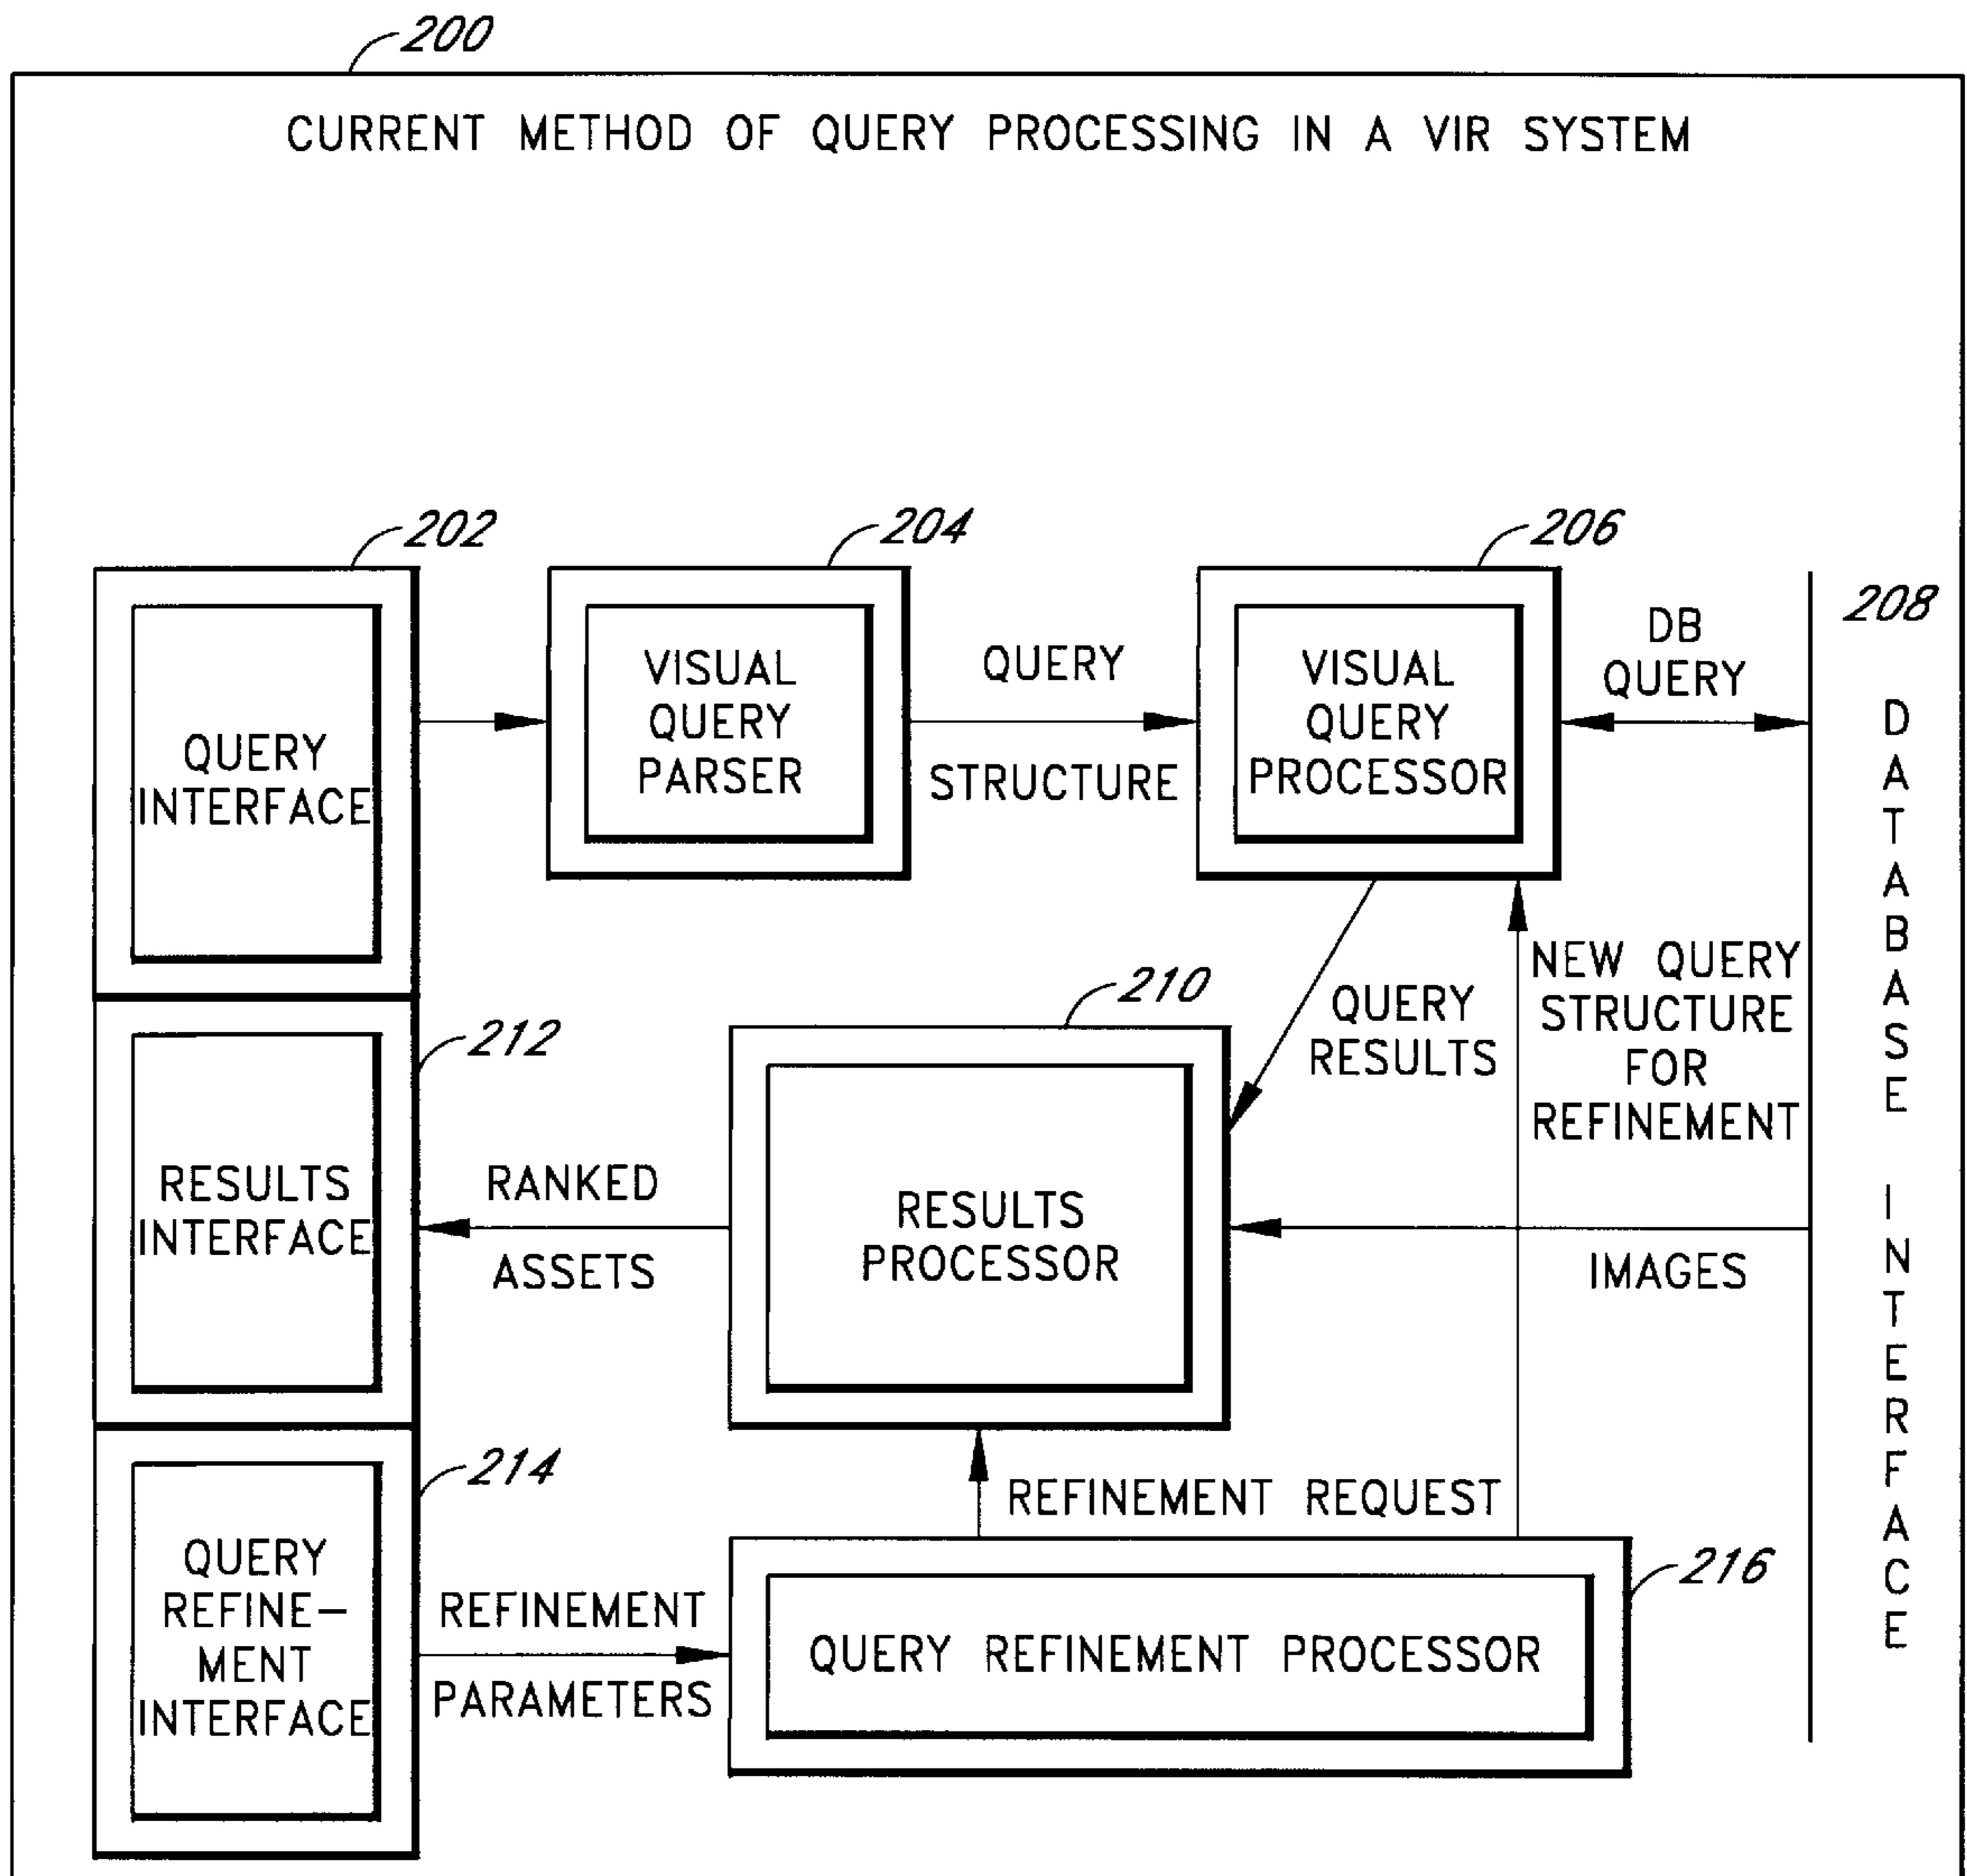 200
CURRENT METHOD OF QUERY PROCESSING IN A VIR SYSTEM
202
204
206
208
QUERY
INTERFACE
VISUAL
QUERY
PARSER
QUERY
STRUCTURE
VISUAL
QUERY
PROCESSOR
DB
QUERY
DATABASE INTERFACE
210
QUERY
RESULTS
NEW QUERY
STRUCTURE
FOR
REFINEMENT
212
RESULTS
INTERFACE
RANKED
ASSETS
RESULTS
PROCESSOR
IMAGES
214
REFINEMENT REQUEST
216
QUERY
REFINE-
MENT
INTERFACE
REFINEMENT
PARAMETERS
QUERY REFINEMENT PROCESSOR